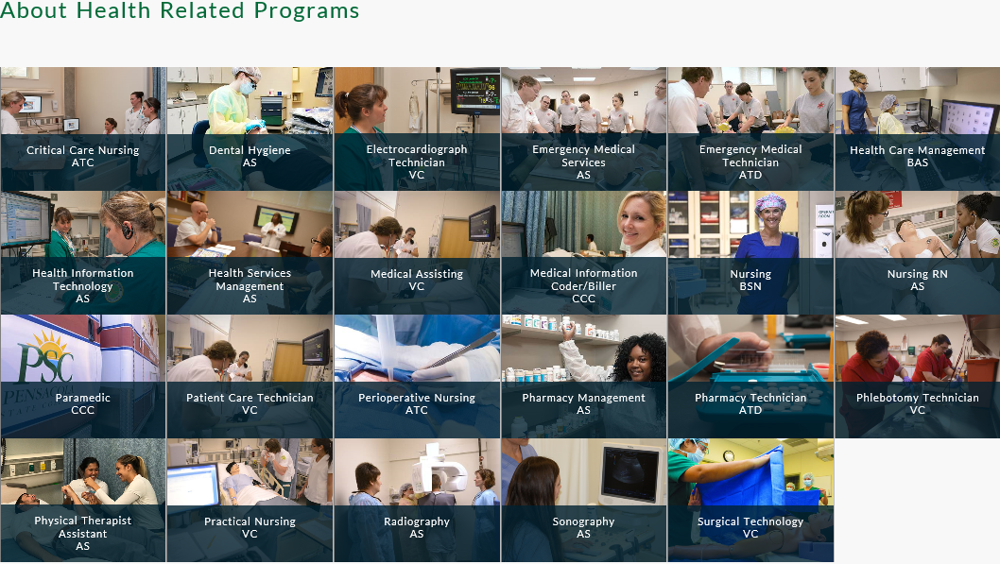 About Health Related Programs
Critical Care Nursing
ATC
Dental Hygiene
AS
Electrocardiograph
Technician
VC
Emergency Medical
Services
AS
Emergency Medical
Technician
ATD
Health Care Management
BAS
Health Information
Technology
AS
Health Services
Management
AS
Medical Assisting
VC
Medical Information
Coder/Biller
CCC
Nursing
BSN
Nursing RN
AS
PSC
PENSACOLA
Paramedic
CCC
Patient Care Technician
VC
Perioperative Nursing
ATC
Pharmacy Management
AS
Pharmacy Technician
ATD
Phlebotomy Technician
VC
Physical Therapist
Assistant
AS
Practical Nursing
VC
Radiography
AS
Sonography
AS
Surgical Technology
VC